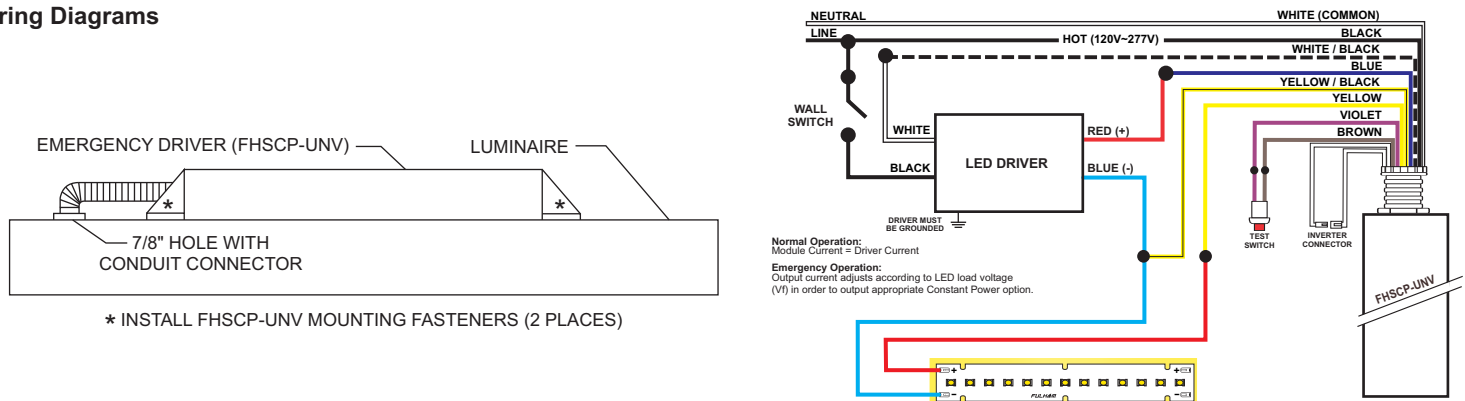 ring Diagrams
EMERGENCY DRIVER (FHSCP-UNV)
LUMINAIRE
*
*
7/8" HOLE WITH
CONDUIT CONNECTOR
* INSTALL FHSCP-UNV MOUNTING FASTENERS (2 PLACES)
NEUTRAL
WHITE (COMMON)
LINE
BLACK
HOT (120V~277V)
WHITE / BLACK
BLUE
YELLOW / BLACK
YELLOW
VIOLET
BROWN
WALL
SWITCH
WHITE
BLACK
LED DRIVER
RED (+)
BLUE (-)
DRIVER MUST
BE GROUNDED
TEST
SWITCH
INVERTER
CONNECTOR
Normal Operation:
Module Current = Driver Current
Emergency Operation:
Output current adjusts according to LED load voltage
(Vf) in order to output appropriate Constant Power option.
FHSCP-UNV
+
+
-
-
FULHAM